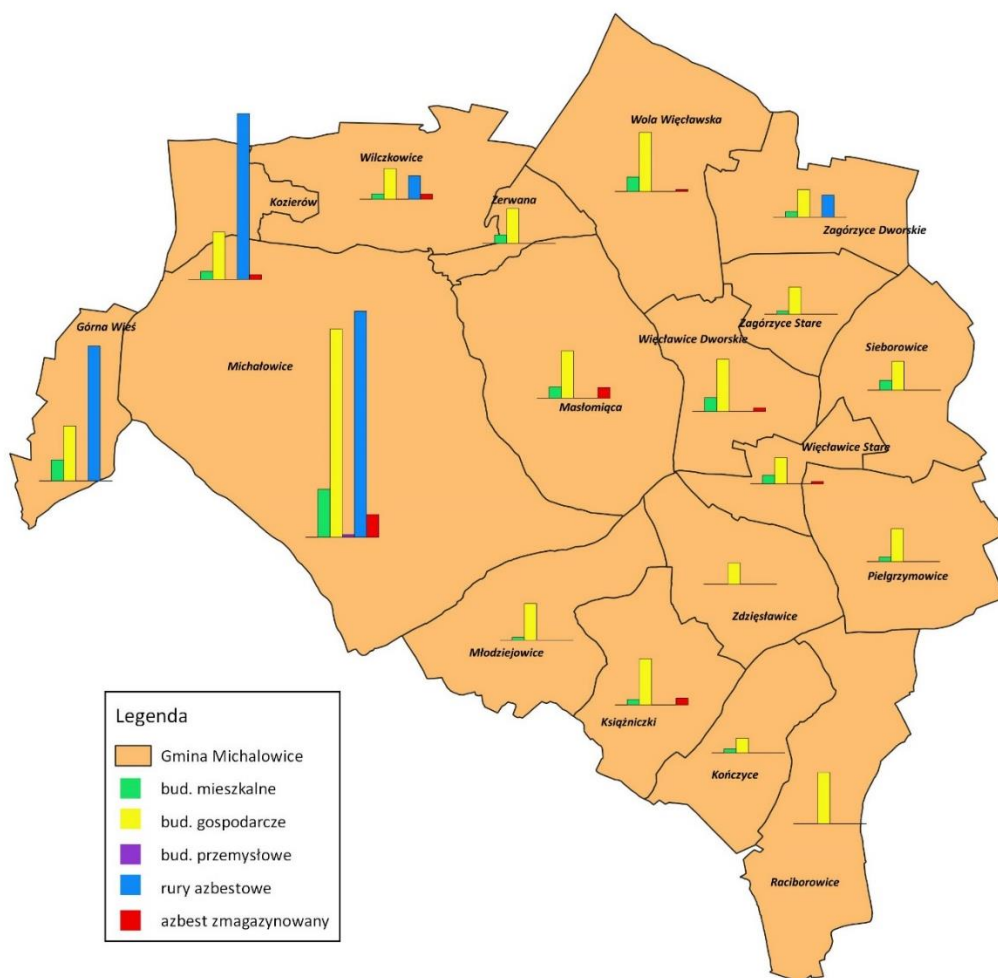 Wola Więcławska
Wilczkowice
Kozierów
Zerwana
Zagórzyce Dworskie
Górna Wieś
Zagórzyce Stare
Więcławice Dworskie
Sieborowice
Michałowice
Masłomiąca
Więcławice Stare
Pielgrzymowice
Zdzięsławice
Młodziejowice
Książniczki
Kończyce
Raciborowice
Legenda
Gmina Michalowice
bud. mieszkalne
bud. gospodarcze
bud. przemysłowe
rury azbestowe
azbest zmagazynowany